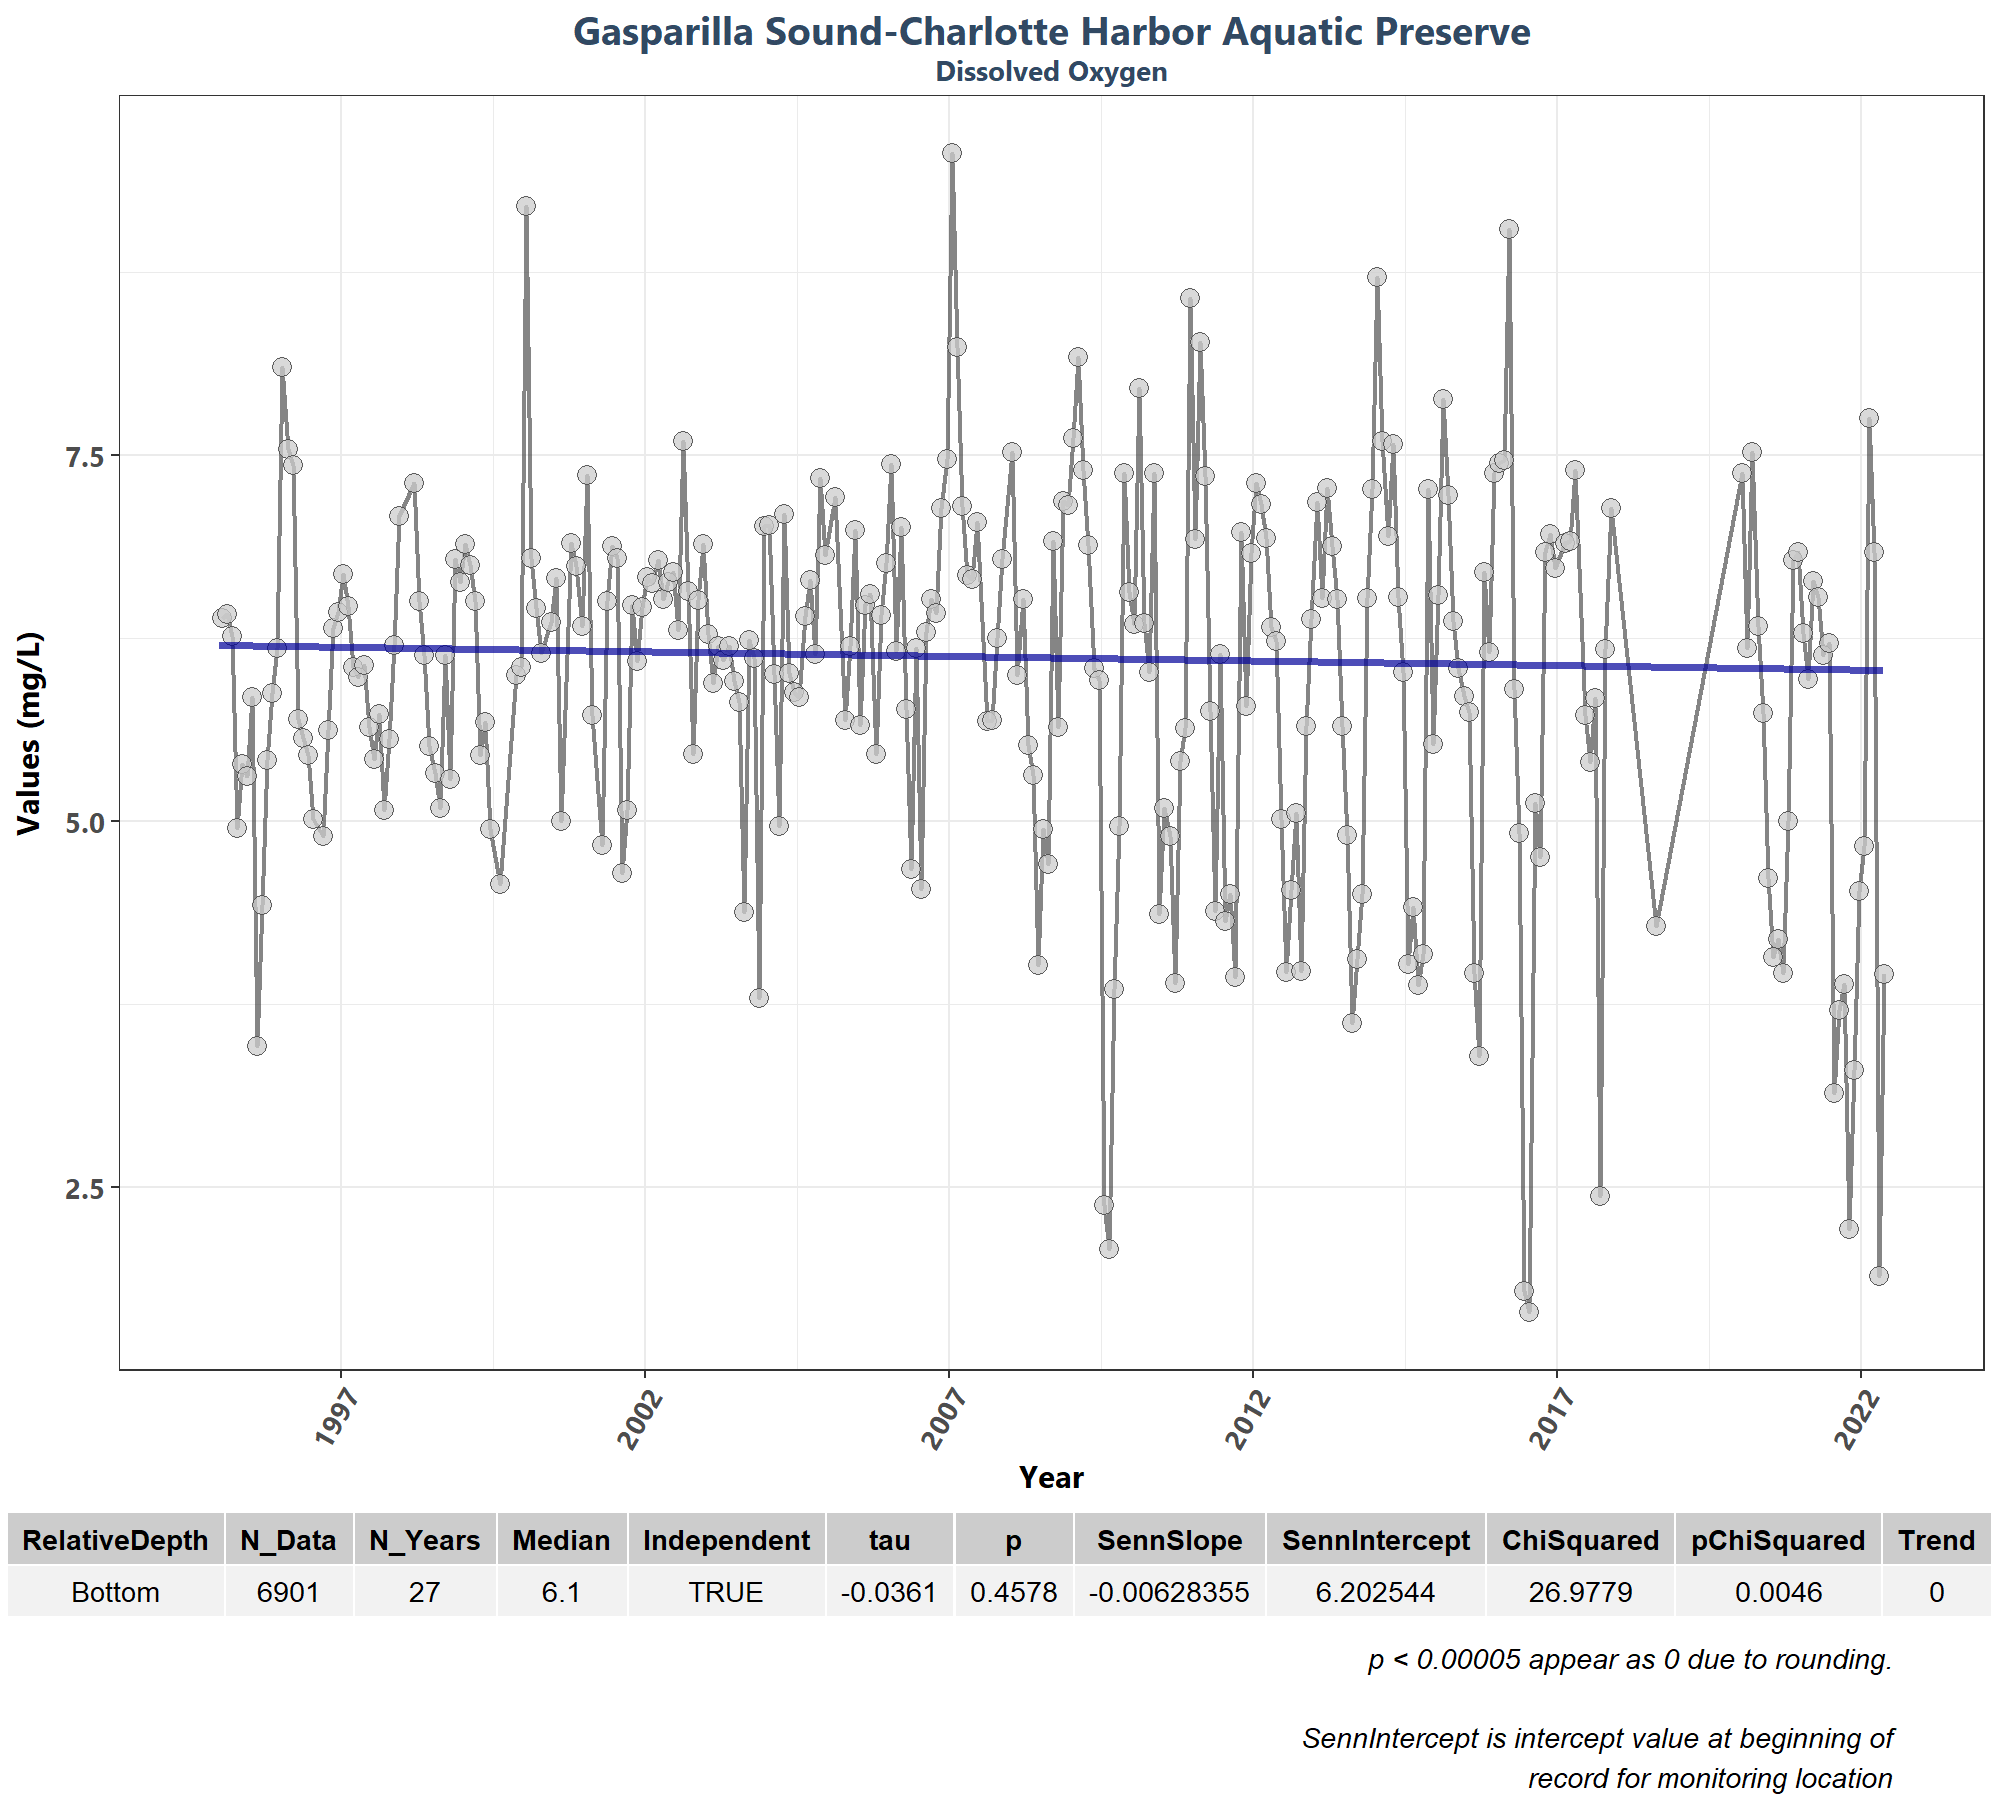 Gasparilla Sound-Charlotte Harbor Aquatic Preserve
Dissolved Oxygen
Values (mg/L)
7.5
5.0
2.5
1997 2002 2007 2012 2017 2022
Year
RelativeDepth N_Data N_Years Median Independent tau p SennSlope SennIntercept ChiSquared pChiSquared Trend
Bottom 6901 27 6.1 TRUE -0.0361 0.4578 -0.00628355 6.202544 26.9779 0.0046 0
p < 0.00005 appear as 0 due to rounding.
SennIntercept is intercept value at beginning of
record for monitoring location